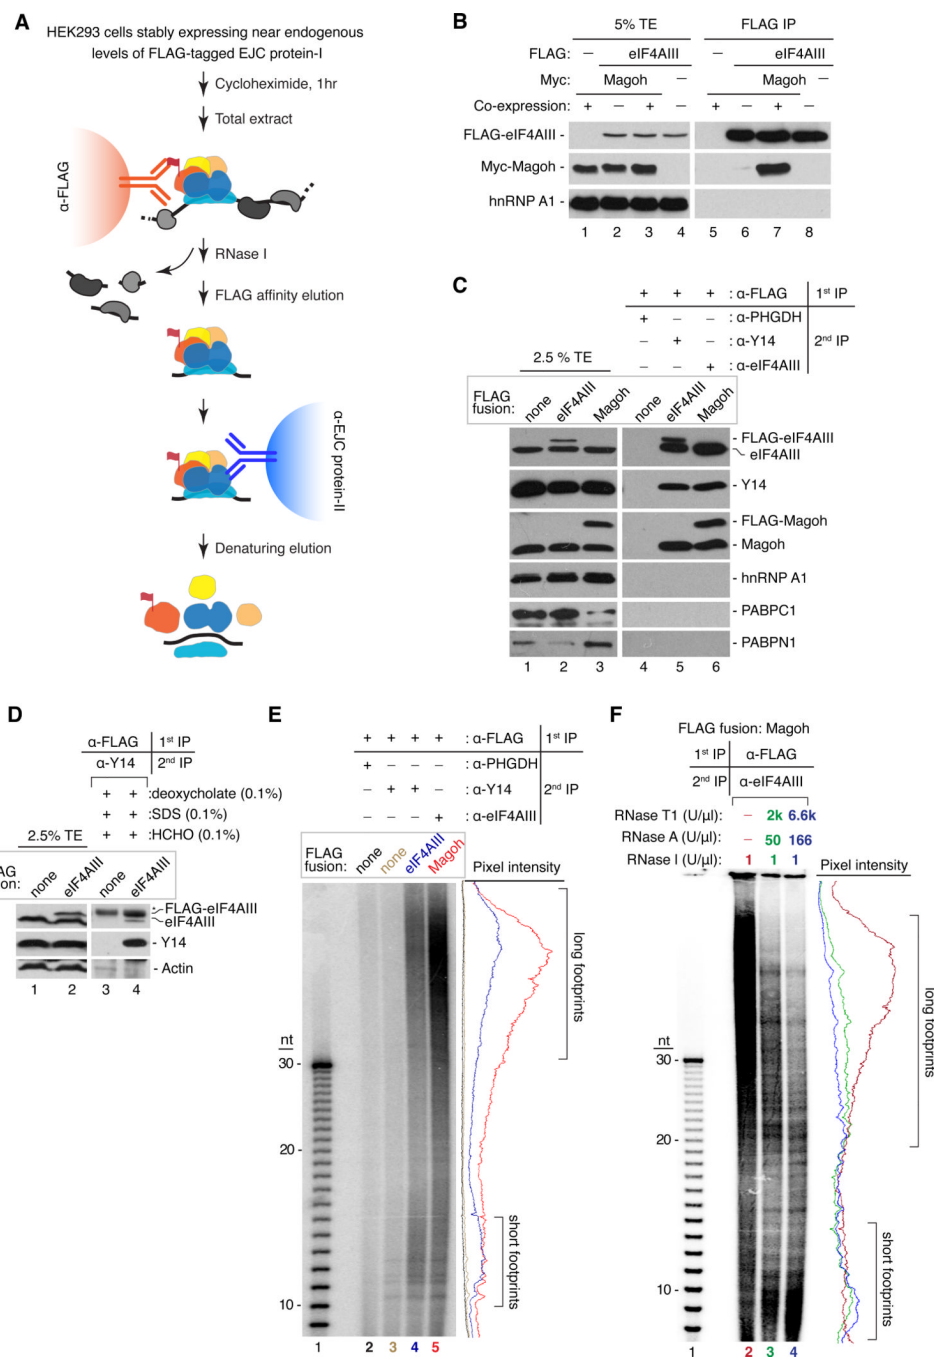 A
HEK293 cells stably expressing near endogenous
levels of FLAG-tagged EJC protein-I
Cycloheximide, 1hr
Total extract
α-FLAG
RNase I
FLAG affinity elution
α-EJC
protein-II
Denaturing elution
B
5% TE FLAG IP
FLAG: – eIF4AIII – eIF4AIII
Myc: Magoh – Magoh –
Co-expression: + – + – + – + –
FLAG-eIF4AIII -
Myc-Magoh -
hnRNP A1 -
1 2 3 4 5 6 7 8
C
+ + + : α-FLAG 1st IP
+ – – : α-PHGDH
– + – : α-Y14 2nd IP
– – + : α-eIF4AIII
2.5 % TE
FLAG
fusion: none eIF4AIII Magoh none eIF4AIII Magoh
- FLAG-eIF4AIII
eIF4AIII
- Y14
- FLAG-Magoh
- Magoh
- hnRNP A1
- PABPC1
- PABPN1
1 2 3 4 5 6
D
α-FLAG 1st IP
α-Y14 2nd IP
+ + :deoxycholate (0.1%)
+ + :SDS (0.1%)
+ + :HCHO (0.1%)
2.5% TE
FLAG
on: none eIF4AIII none eIF4AIII
FLAG-eIF4AIII
eIF4AIII
- Y14
- Actin
1 2 3 4
E
+ + + + : α-FLAG 1st IP
+ – – – : α-PHGDH
– + + – : α-Y14 2nd IP
– – – + : α-eIF4AIII
FLAG
fusion: none none eIF4AIII Magoh
Pixel intensity
long footprints
nt
30 -
20 -
short footprints
10 -
1 2 3 4 5
F
FLAG fusion: Magoh
1st IP α-FLAG
2nd IP α-eIF4AIII
RNase T1 (U/µl): – 2k 6.6k
RNase A (U/µl): – 50 166
RNase I (U/µl): 1 1 1
Pixel intensity
long footprints
nt
30 -
20 -
short footprints
10 -
1 2 3 4